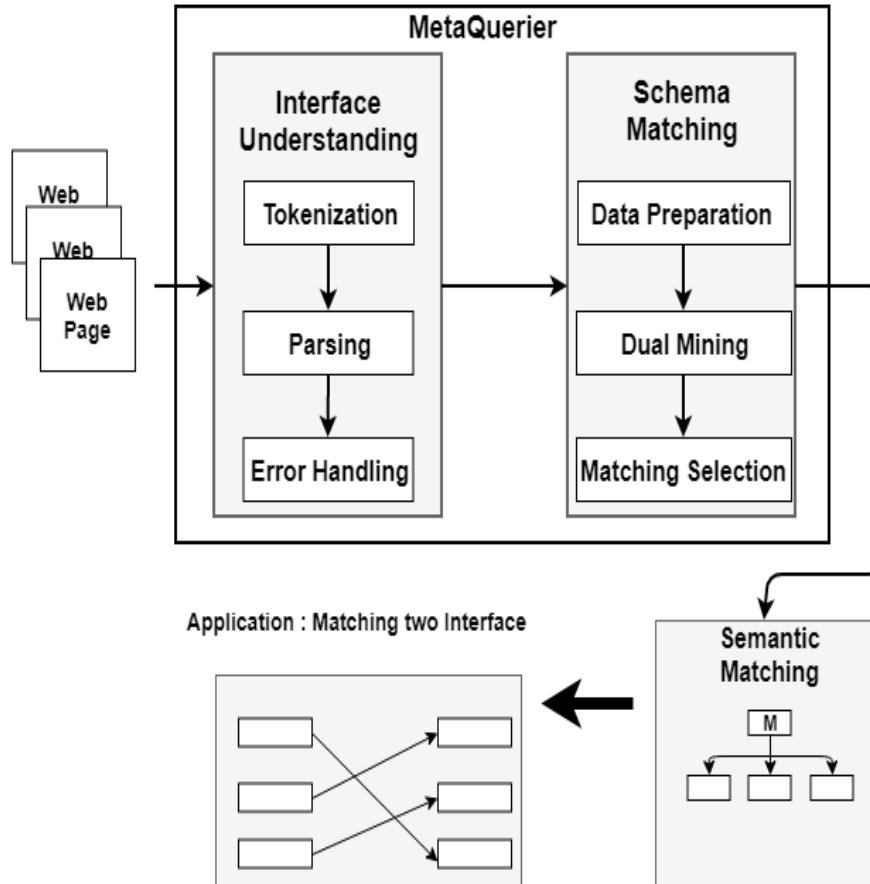 MetaQuerier
Interface
Understanding
Tokenization
Parsing
Error Handling
Schema
Matching
Data Preparation
Dual Mining
Matching Selection
Web
Web
Web
Page
Application : Matching two Interface
Semantic
Matching
M